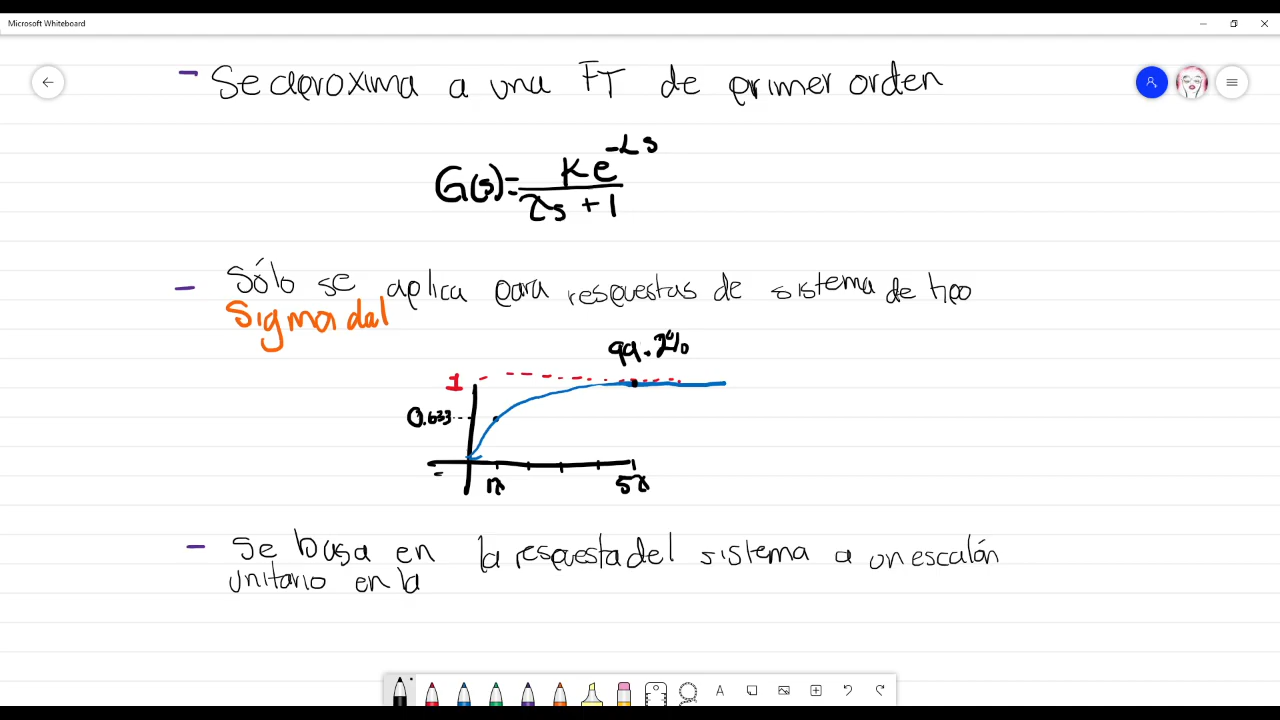 Microsoft Whiteboard
- Se aproxima a una FT de primer orden
G(s)= Ke^-Ls / τs + 1
- Sólo se aplica para respuestas de sistema de tipo
Sigmoidal
99.2%
1
0.633
1τ 5τ
- Se basa en la respuesta del sistema a un escalón
unitario en la
A